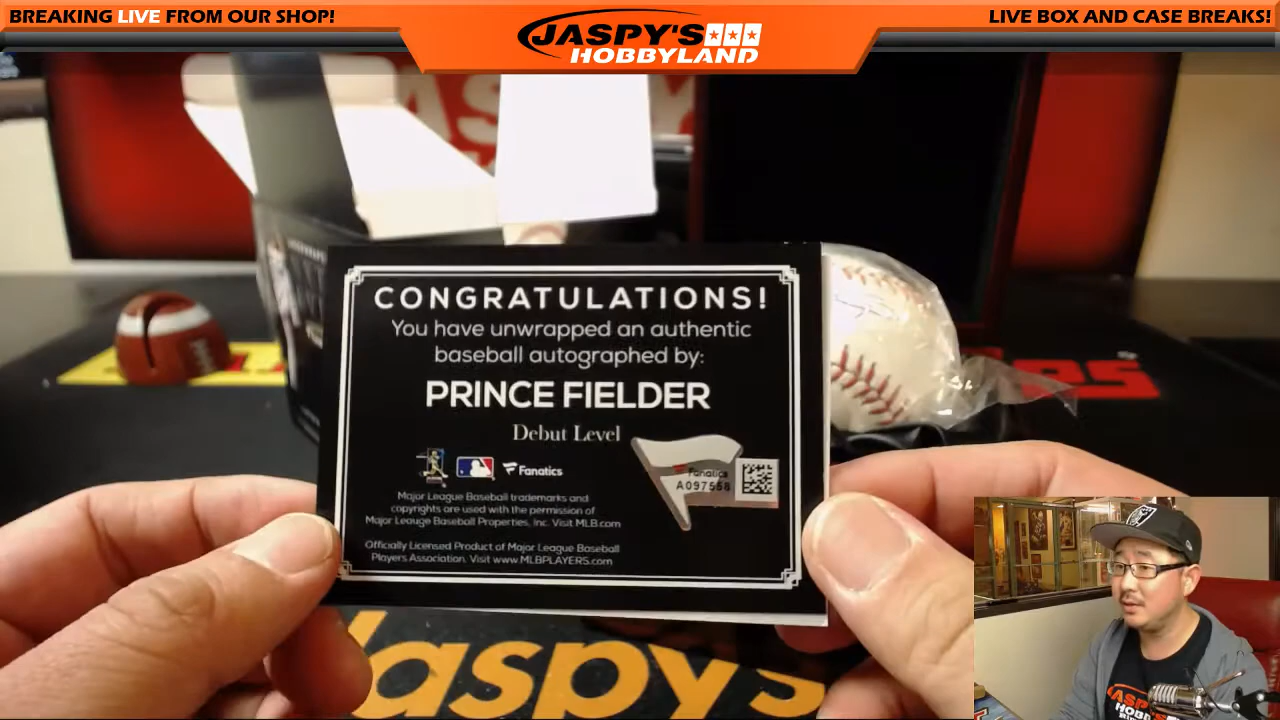 BREAKING LIVE FROM OUR SHOP!
JASPY'S
HOBBYLAND
LIVE BOX AND CASE BREAKS!
CONGRATULATIONS!
You have unwrapped an authentic
baseball autographed by:
PRINCE FIELDER
Debut Level
Fanatics
Fanatics
A097558
Major League Baseball trademarks and
copyrights are used with the permission of
Major Leauge Baseball Properties, Inc. Visit MLB.com
Officially Licensed Product of Major League Baseball
Players Association. Visit www.MLBPLAYERS.com
Jaspy's
JASPY'S